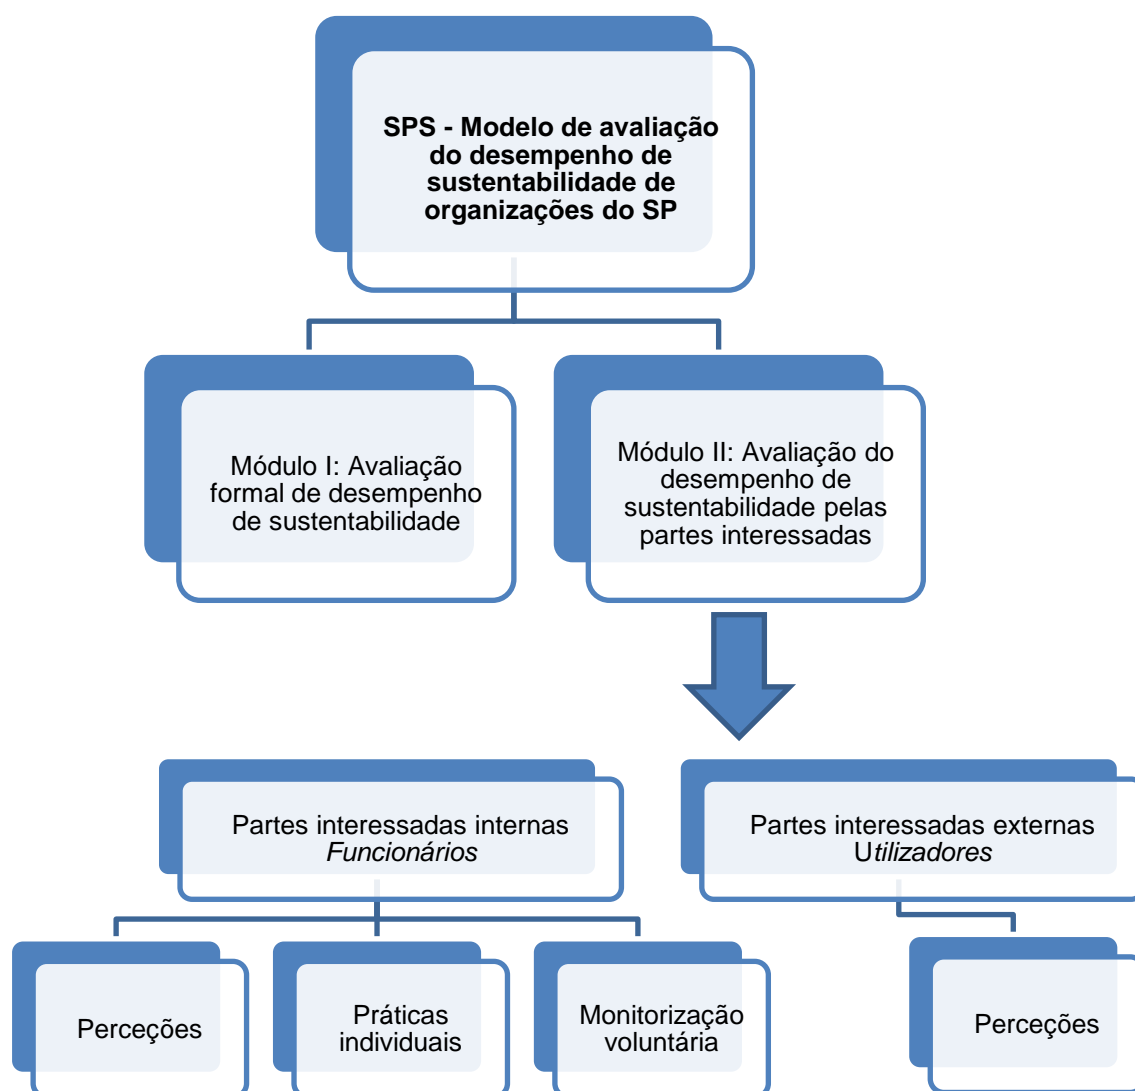 SPS - Modelo de avaliação
do desempenho de
sustentabilidade de
organizações do SP
Módulo I: Avaliação
formal de desempenho
de sustentabilidade
Módulo II: Avaliação do
desempenho de
sustentabilidade pelas
partes interessadas
Partes interessadas internas
Funcionários
Partes interessadas externas
Utilizadores
Perceções
Práticas
individuais
Monitorização
voluntária
Perceções